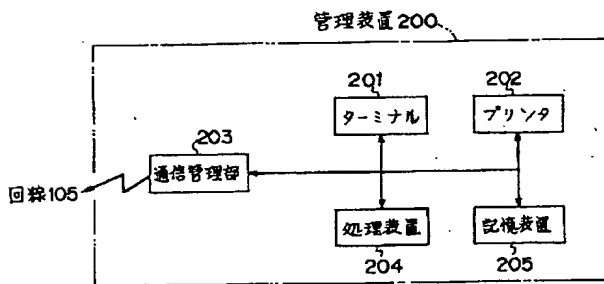 管理装置200
201
ターミナル
202
プリンタ
203
通信管理部
回線105
処理装置
204
記憶装置
205